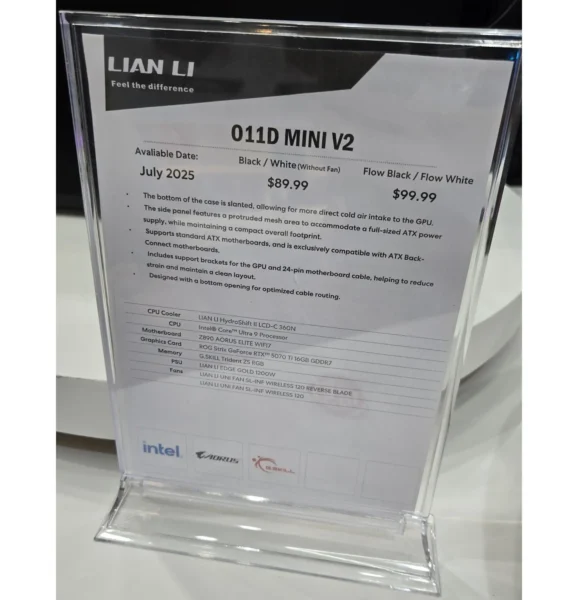 LIAN LI
Feel the difference
O11D MINI V2
Available Date:
July 2025
Black / White (Without Fan)
$89.99
Flow Black / Flow White
$99.99
· The bottom of the case is slanted, allowing for more direct cold air intake to the GPU.
· The side panel features a protruded mesh area to accommodate a full-sized ATX power
supply, while maintaining a compact overall footprint.
· Supports standard ATX motherboards, and is exclusively compatible with ATX Back-
Connect motherboards.
· Includes support brackets for the GPU and 24-pin motherboard cable, helping to reduce
strain and maintain a clean layout.
· Designed with a bottom opening for optimized cable routing.
CPU Cooler LIAN LI HydroShift II LCD-C 360N
CPU Intel® Core™ Ultra 9 Processor
Motherboard Z890 AORUS ELITE WIFI7
Graphics Card ROG Strix GeForce RTX™ 5070 Ti 16GB GDDR7
Memory G.SKILL Trident Z5 RGB
PSU LIAN LI EDGE GOLD 1200W
Fans LIAN LI UNI FAN SL-INF WIRELESS 120 REVERSE BLADE
LIAN LI UNI FAN SL-INF WIRELESS 120
intel.
AORUS
G.SKILL